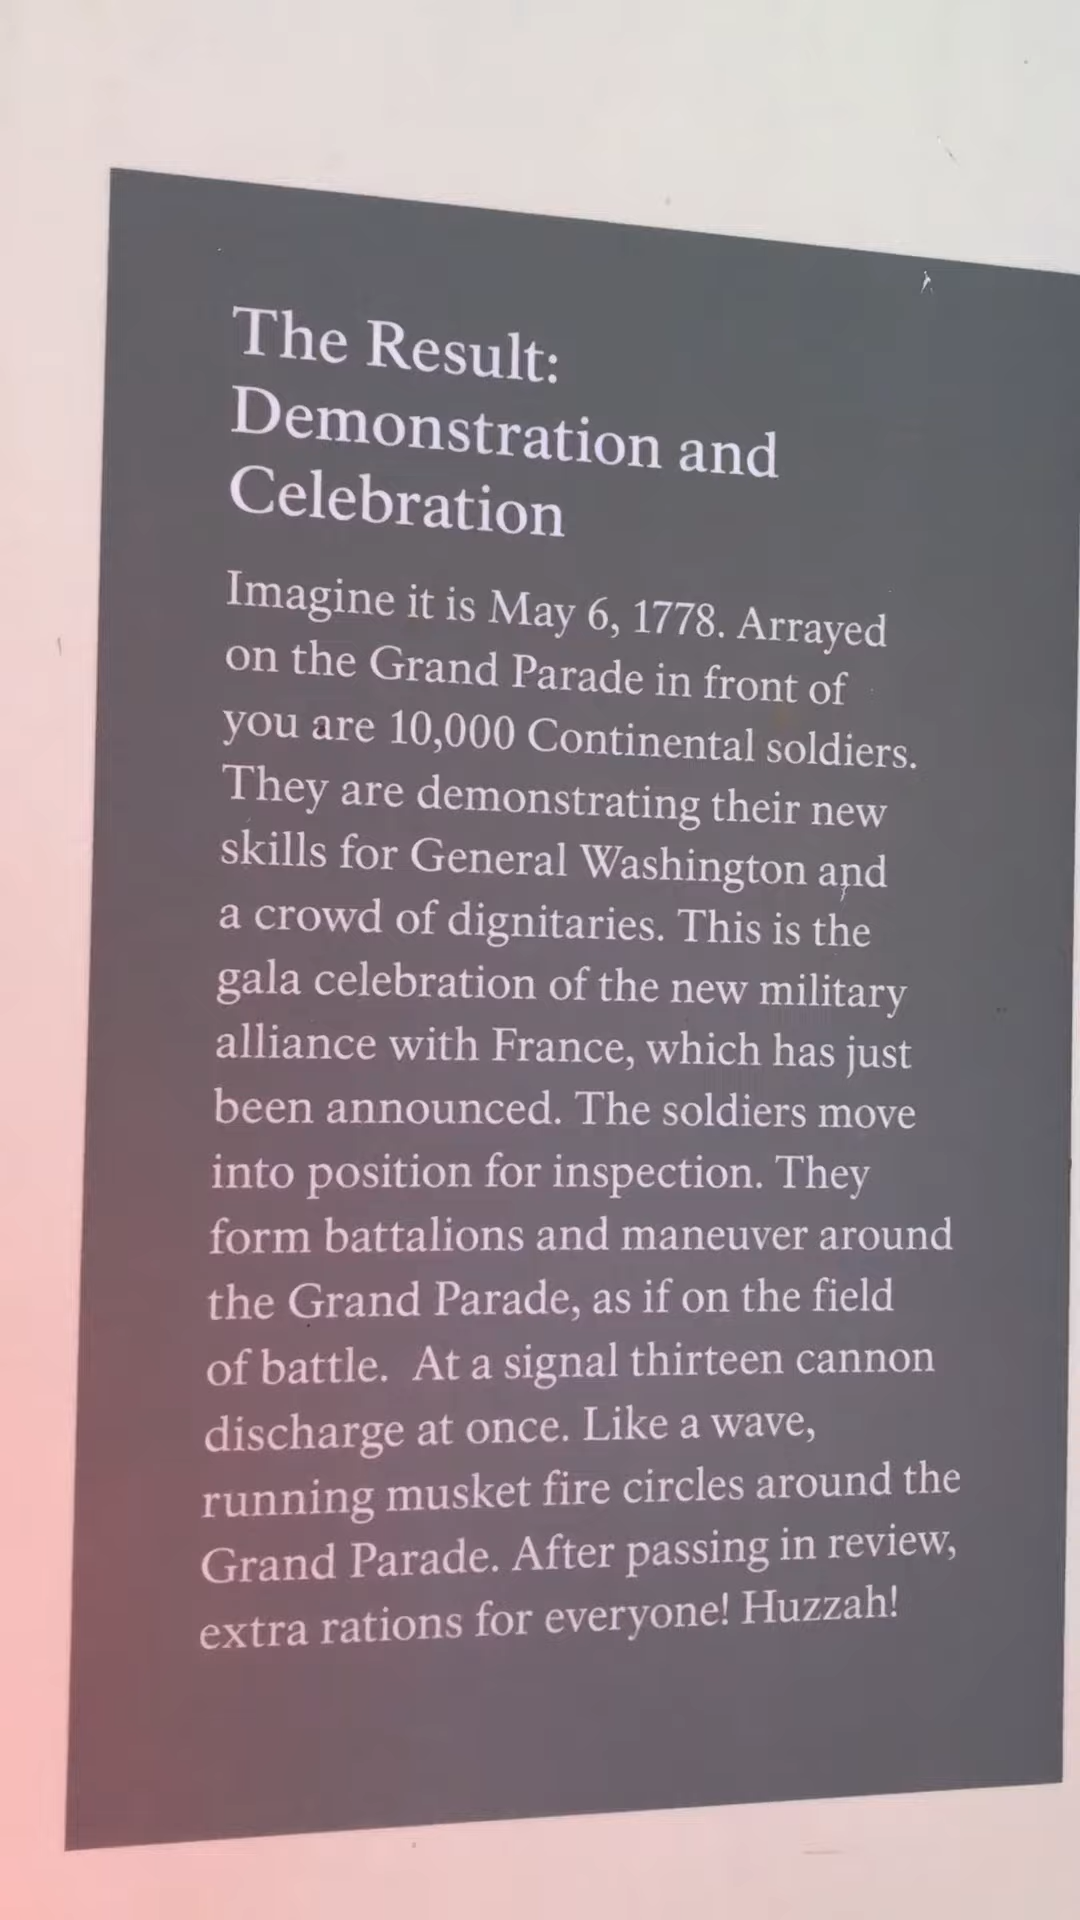 The Result:
Demonstration and
Celebration
Imagine it is May 6, 1778. Arrayed
on the Grand Parade in front of
you are 10,000 Continental soldiers.
They are demonstrating their new
skills for General Washington and
a crowd of dignitaries. This is the
gala celebration of the new military
alliance with France, which has just
been announced. The soldiers move
into position for inspection. They
form battalions and maneuver around
the Grand Parade, as if on the field
of battle.  At a signal thirteen cannon
discharge at once. Like a wave,
running musket fire circles around the
Grand Parade. After passing in review,
extra rations for everyone! Huzzah!